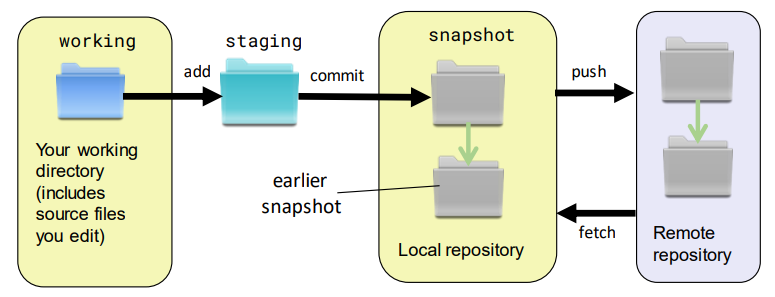 working
staging
snapshot
add
commit
push
Your working
directory
(includes
source files
you edit)
earlier
snapshot
Local repository
fetch
Remote
repository